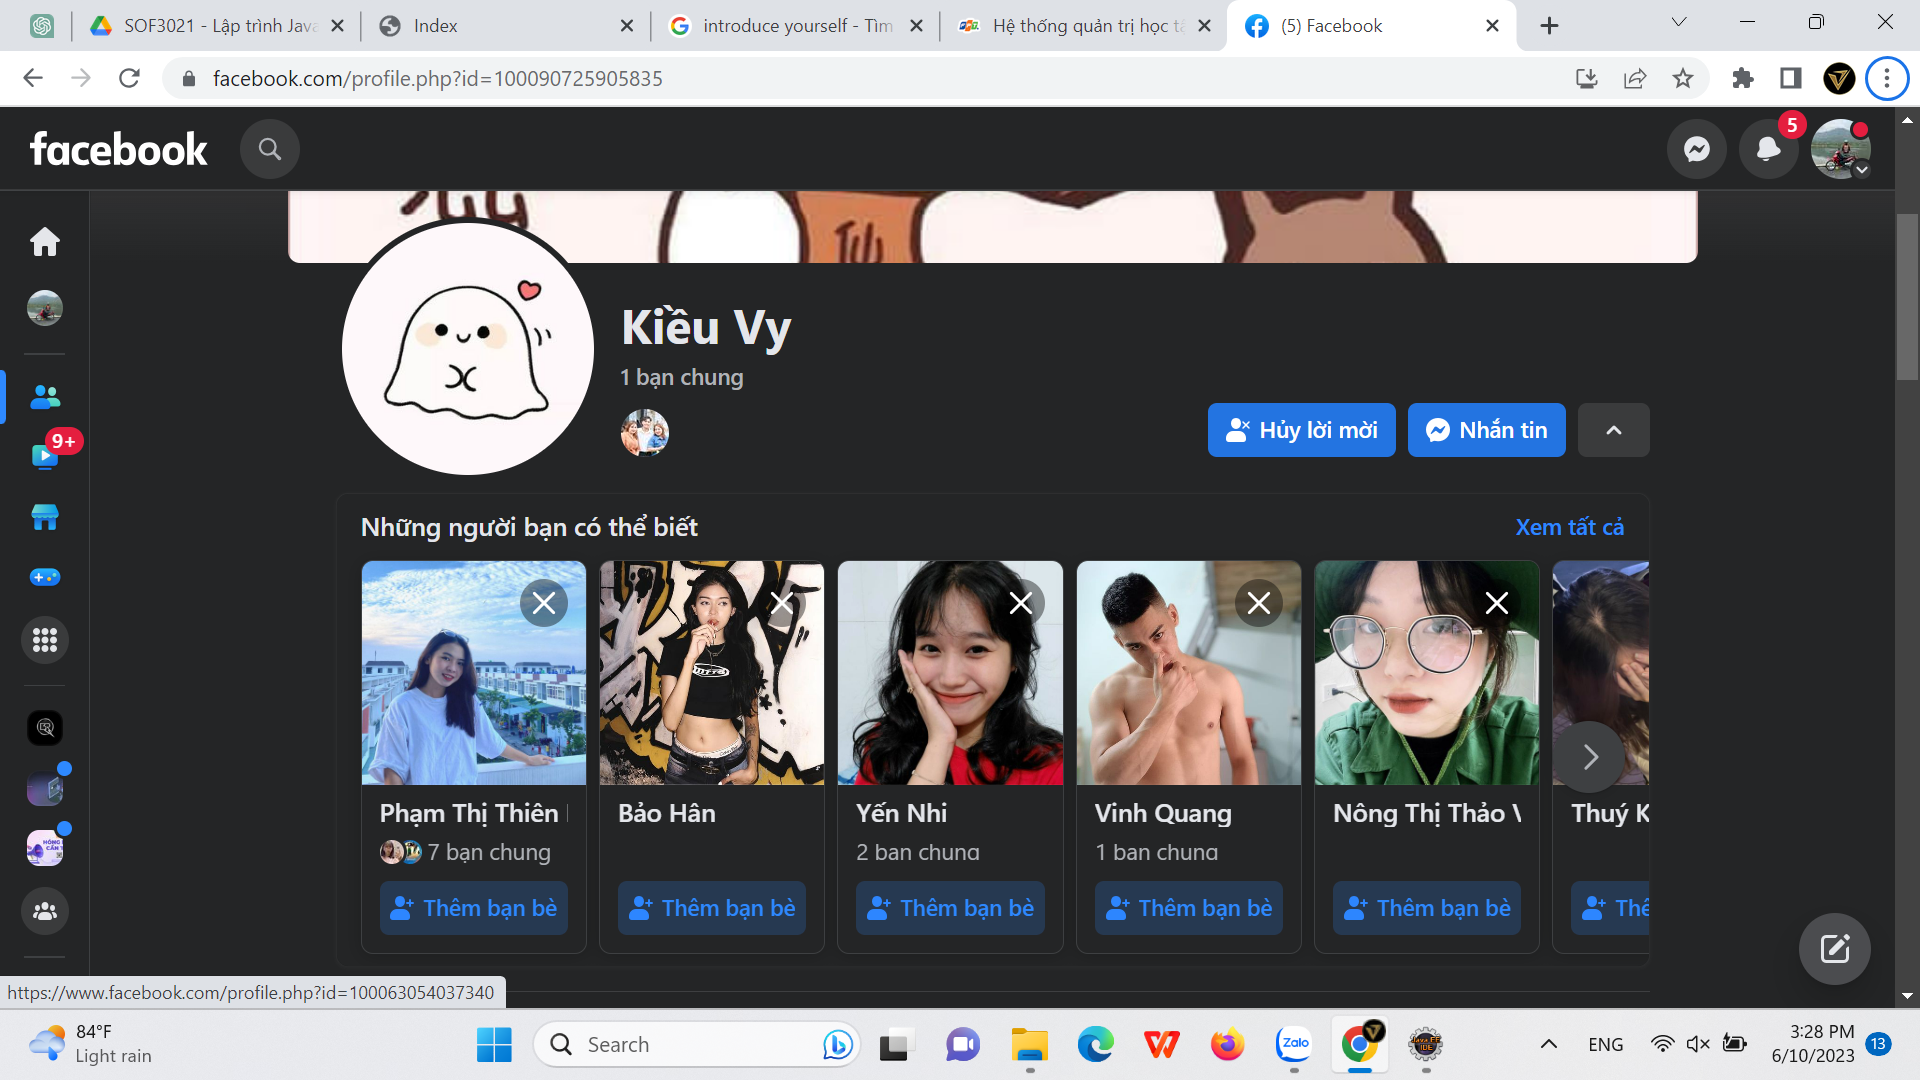 SOF3021 - Lập trình Java
Index
introduce yourself - Tìm
Hệ thống quản trị học tậ
(5) Facebook
facebook.com/profile.php?id=100090725905835
facebook
5
9+
Kiều Vy
1 bạn chung
Hủy lời mời
Nhắn tin
Những người bạn có thể biết
Xem tất cả
Phạm Thị Thiên
Bảo Hân
Yến Nhi
Vinh Quang
Nông Thị Thảo V
Thuý K
7 bạn chung
2 bạn chung
1 bạn chung
Thêm bạn bè
Thêm bạn bè
Thêm bạn bè
Thêm bạn bè
Thêm bạn bè
Thê
https://www.facebook.com/profile.php?id=100063054037340
84°F
Light rain
Search
Zalo
ENG
3:28 PM
6/10/2023
13